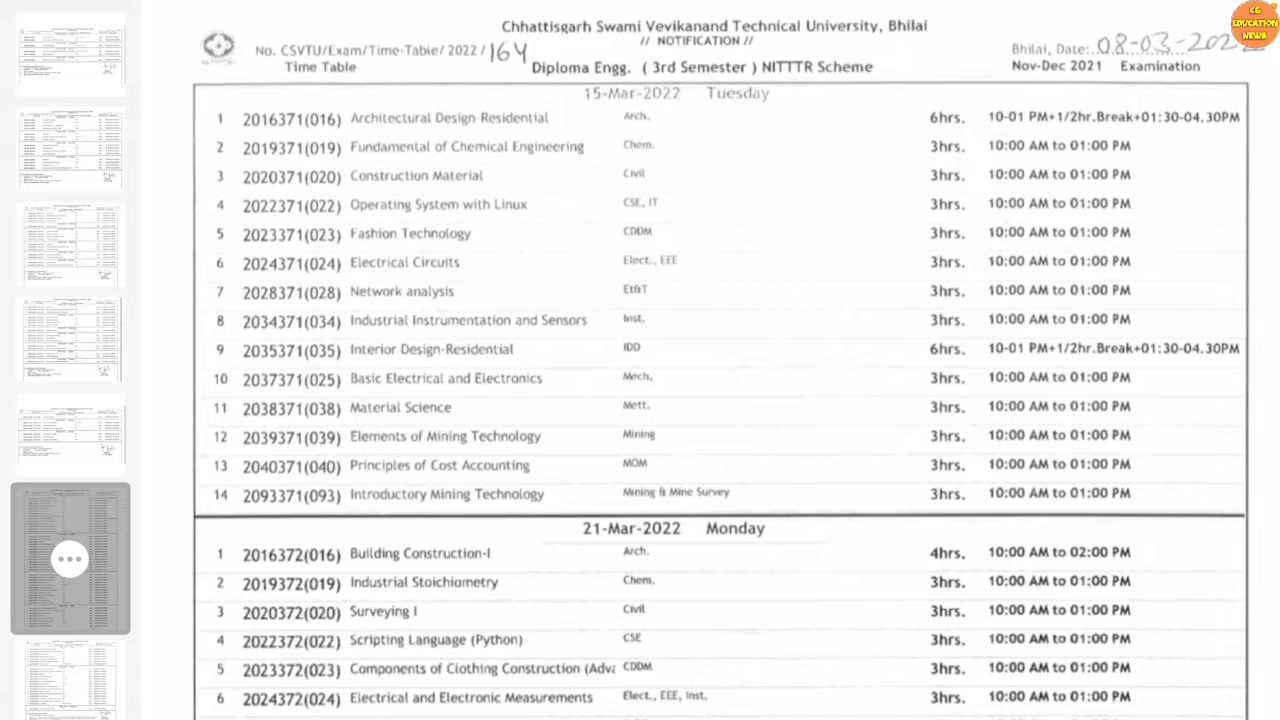 CG EDUCATION NEWS
Chhattisgarh Swami Vevikanand Technical University, Bhilai
// NOTIFICATION //
No. CSVTU/Exam/Time-Table/ 2022/164 Bhilai, Date: 08-03-2022
Time Table Diploma Engg. ( 3rd Semester ) NITTTR Scheme Nov-Dec 2021 Examination
15-Mar-2022 Tuesday
1 2016371(016) Architectural Design-Residential Arch. 6hrs. 10-01 PM+1/2hr.Break+01:30-04.30PM
2 2019371(019) Fundamental of Chemical Engineering Chem. 3hrs. 10:00 AM to 01:00 PM
3 2020371(020) Construction Material Civil 3hrs. 10:00 AM to 01:00 PM
4 2022371(022) Operating System with Linux CSE, IT 3hrs. 10:00 AM to 01:00 PM
5 2023371(023) Fashion Technology CDDM 3hrs. 10:00 AM to 01:00 PM
6 2024371(024) Electrical Circuits Elect., EEE 3hrs. 10:00 AM to 01:00 PM
7 2028371(028) Network analysis Et&T 3hrs. 10:00 AM to 01:00 PM
8 2034371(034) Industrial Instrumentation and Sensors Inst. 3hrs. 10:00 AM to 01:00 PM
9 2035371(035) Interior Design-Residential IDD 6hrs. 10-01 PM+1/2hr.Break+01:30-04.30PM
10 2037371(025) Basic Electrical and Electronics Mech. 3hrs. 10:00 AM to 01:00 PM
11 2038371(038) Material Science Mett. 3hrs. 10:00 AM to 01:00 PM
12 2039371(039) Elements of Mining Technology Mining 3hrs. 10:00 AM to 01:00 PM
13 2040371(040) Principles of Cost Accounting MOM 3hrs. 10:00 AM to 01:00 PM
14 2093371(093) Introductory Mining Technology Mining & Mine Survey 3hrs. 10:00 AM to 01:00 PM
21-Mar-2022 Monday
1 2016372(016) Building Construction-I Arch. 4hrs. 10:00 AM to 02:00 PM
2 2019372(019) Industrial Stoichiometry Chem. 3hrs. 10:00 AM to 01:00 PM
3 2020372(020) Surveying I Civil 3hrs. 10:00 AM to 01:00 PM
4 2022372(022) Scripting Language (Python) CSE 3hrs. 10:00 AM to 01:00 PM
5 2023372(023) Comments of Cloting Construction (Adva CDDM 3hrs. 10:00 AM to 01:00 PM
6 2024372(024) Electrical and Electronic Measurements Elect., EEE, Inst. 3hrs. 10:00 AM to 01:00 PM